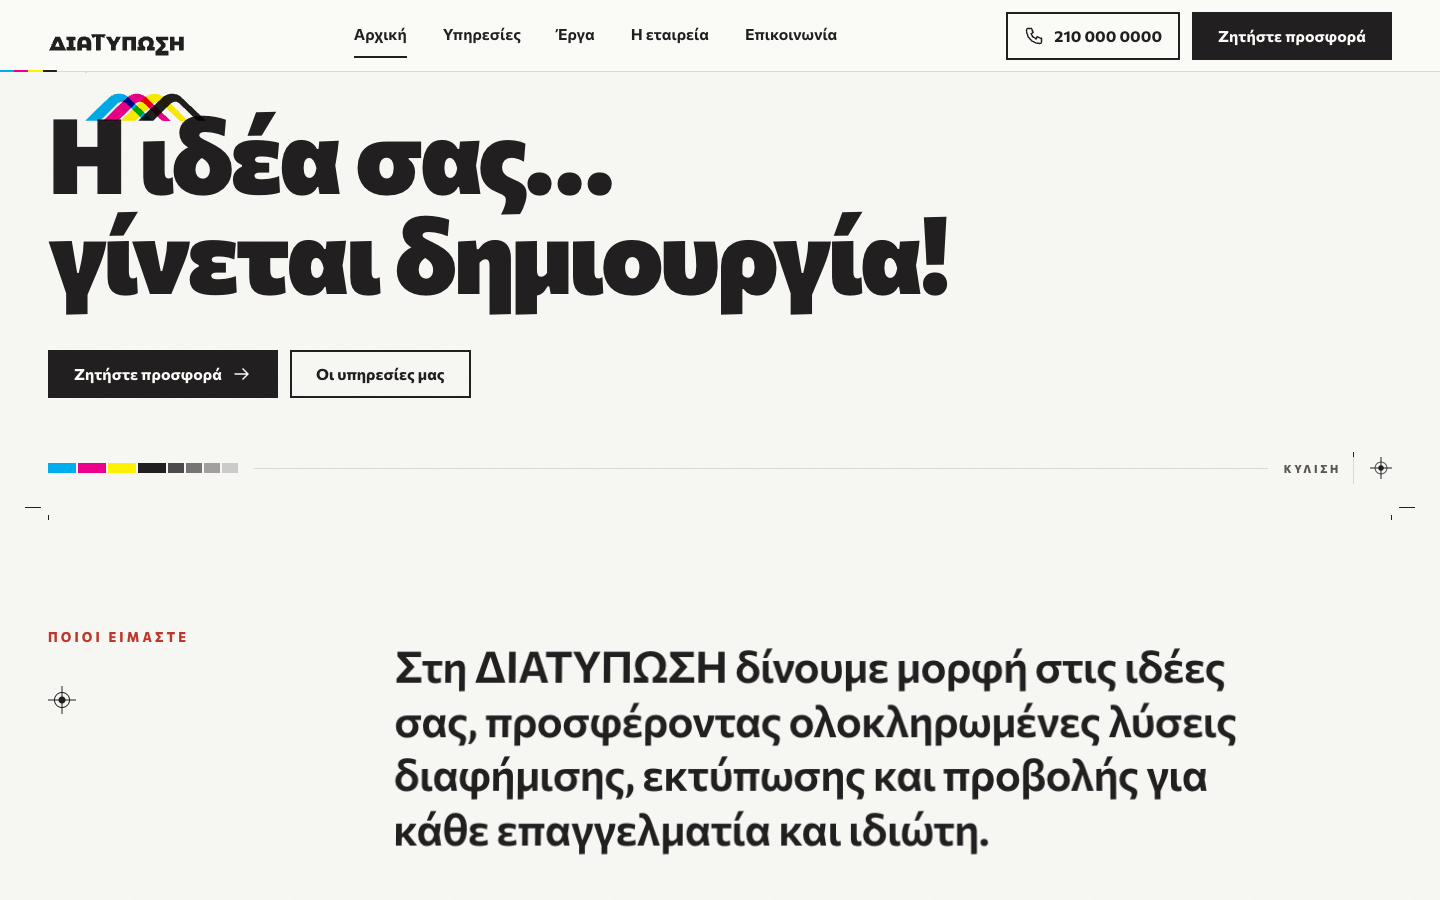 ΔΙΑΤΥΠΩΣΗ
Αρχική
Υπηρεσίες
Έργα
Η εταιρεία
Επικοινωνία
210 000 0000
Ζητήστε προσφορά
Η ιδέα σας...
γίνεται δημιουργία!
Ζητήστε προσφορά
Οι υπηρεσίες μας
ΚΥΛΙΣΗ
ΠΟΙΟΙ ΕΙΜΑΣΤΕ
Στη ΔΙΑΤΥΠΩΣΗ δίνουμε μορφή στις ιδέες
σας, προσφέροντας ολοκληρωμένες λύσεις
διαφήμισης, εκτύπωσης και προβολής για
κάθε επαγγελματία και ιδιώτη.